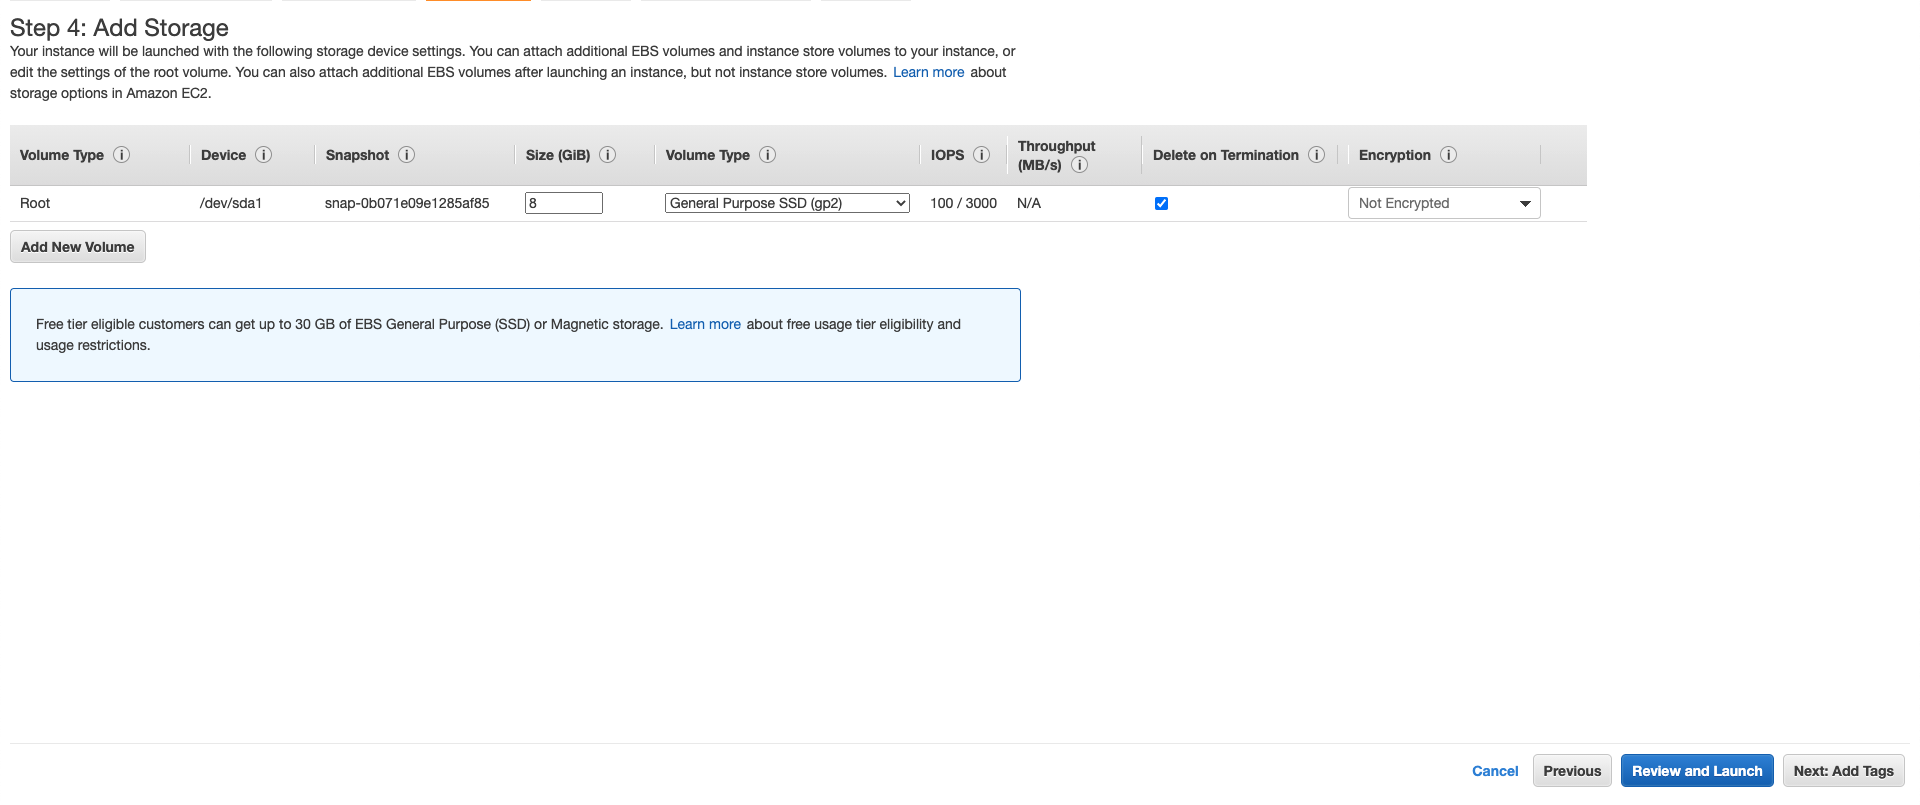 Step 4: Add Storage
Your instance will be launched with the following storage device settings. You can attach additional EBS volumes and instance store volumes to your instance, or
edit the settings of the root volume. You can also attach additional EBS volumes after launching an instance, but not instance store volumes. Learn more about
storage options in Amazon EC2.
Volume Type i Device i Snapshot i Size (GiB) i Volume Type i IOPS i Throughput (MB/s) i Delete on Termination i Encryption i
Root /dev/sda1 snap-0b071e09e1285af85 8 General Purpose SSD (gp2) 100 / 3000 N/A Not Encrypted
Add New Volume
Free tier eligible customers can get up to 30 GB of EBS General Purpose (SSD) or Magnetic storage. Learn more about free usage tier eligibility and
usage restrictions.
Cancel Previous Review and Launch Next: Add Tags